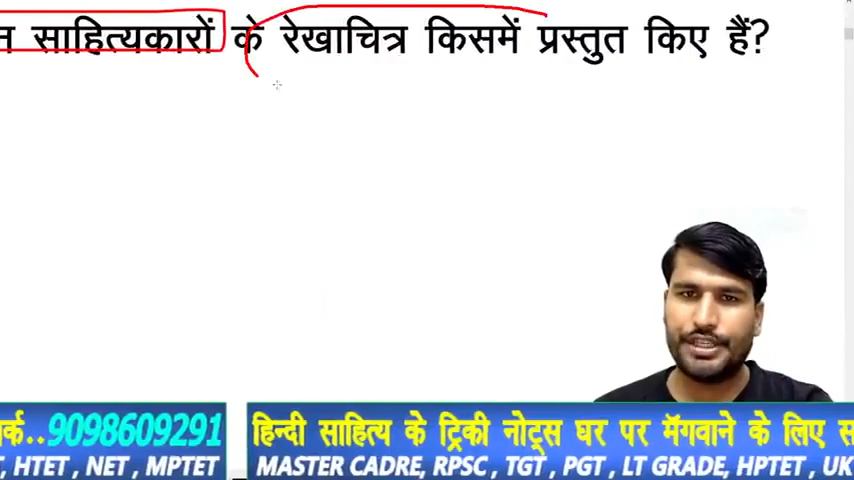 साहित्यकारों के रेखाचित्र किसमें प्रस्तुत किए हैं?
9098609291 हिन्दी साहित्य के ट्रिकी नोट्स घर पर मॅगवाने के लिए
HTET , NET , MPTET MASTER CADRE, RPSC , TGT , PGT , LT GRADE, HPTET , UK